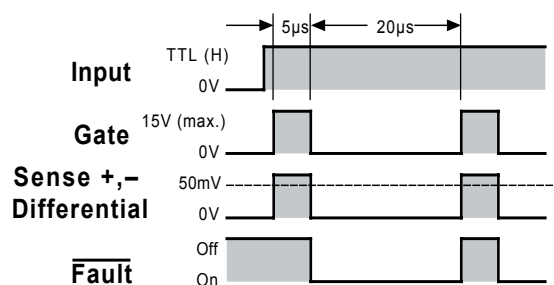 5µs 20µs
Input TTL (H)
0V
Gate 15V (max.)
0V
Sense +,–
Differential
50mV
0V
Fault Off
On